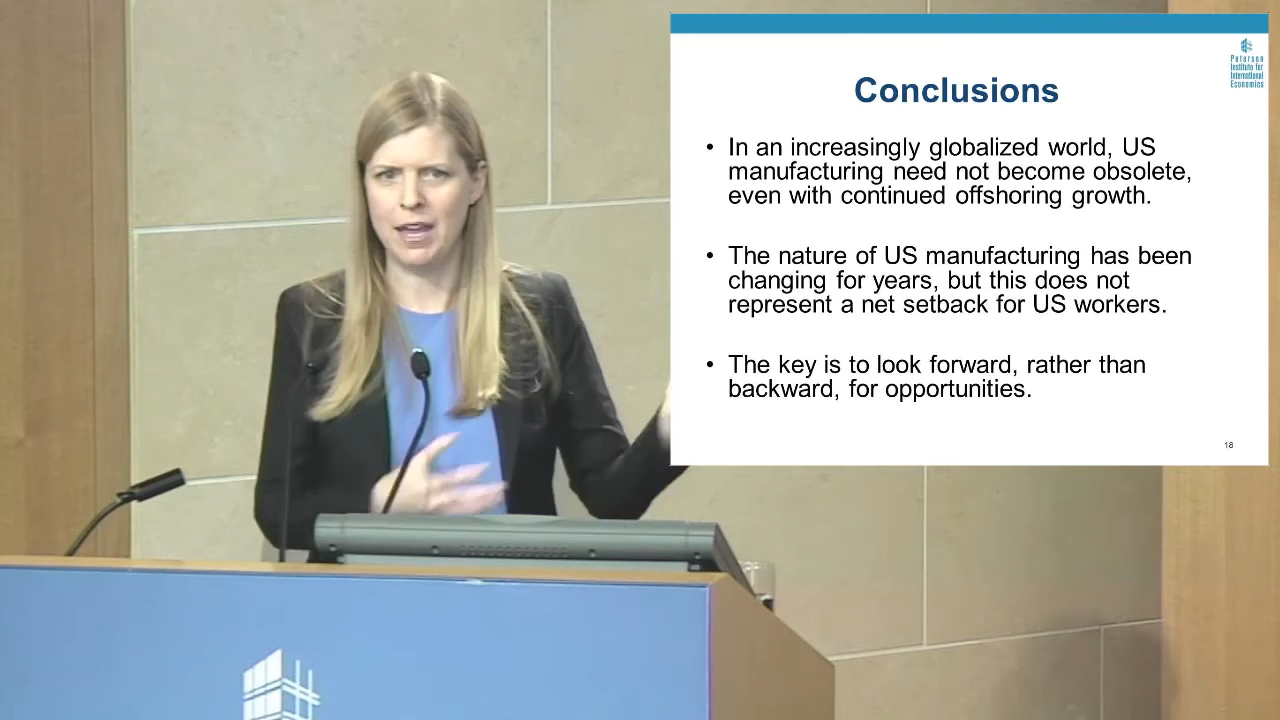 Peterson
Institute for
International
Economics
Conclusions
• In an increasingly globalized world, US
manufacturing need not become obsolete,
even with continued offshoring growth.
• The nature of US manufacturing has been
changing for years, but this does not
represent a net setback for US workers.
• The key is to look forward, rather than
backward, for opportunities.
18